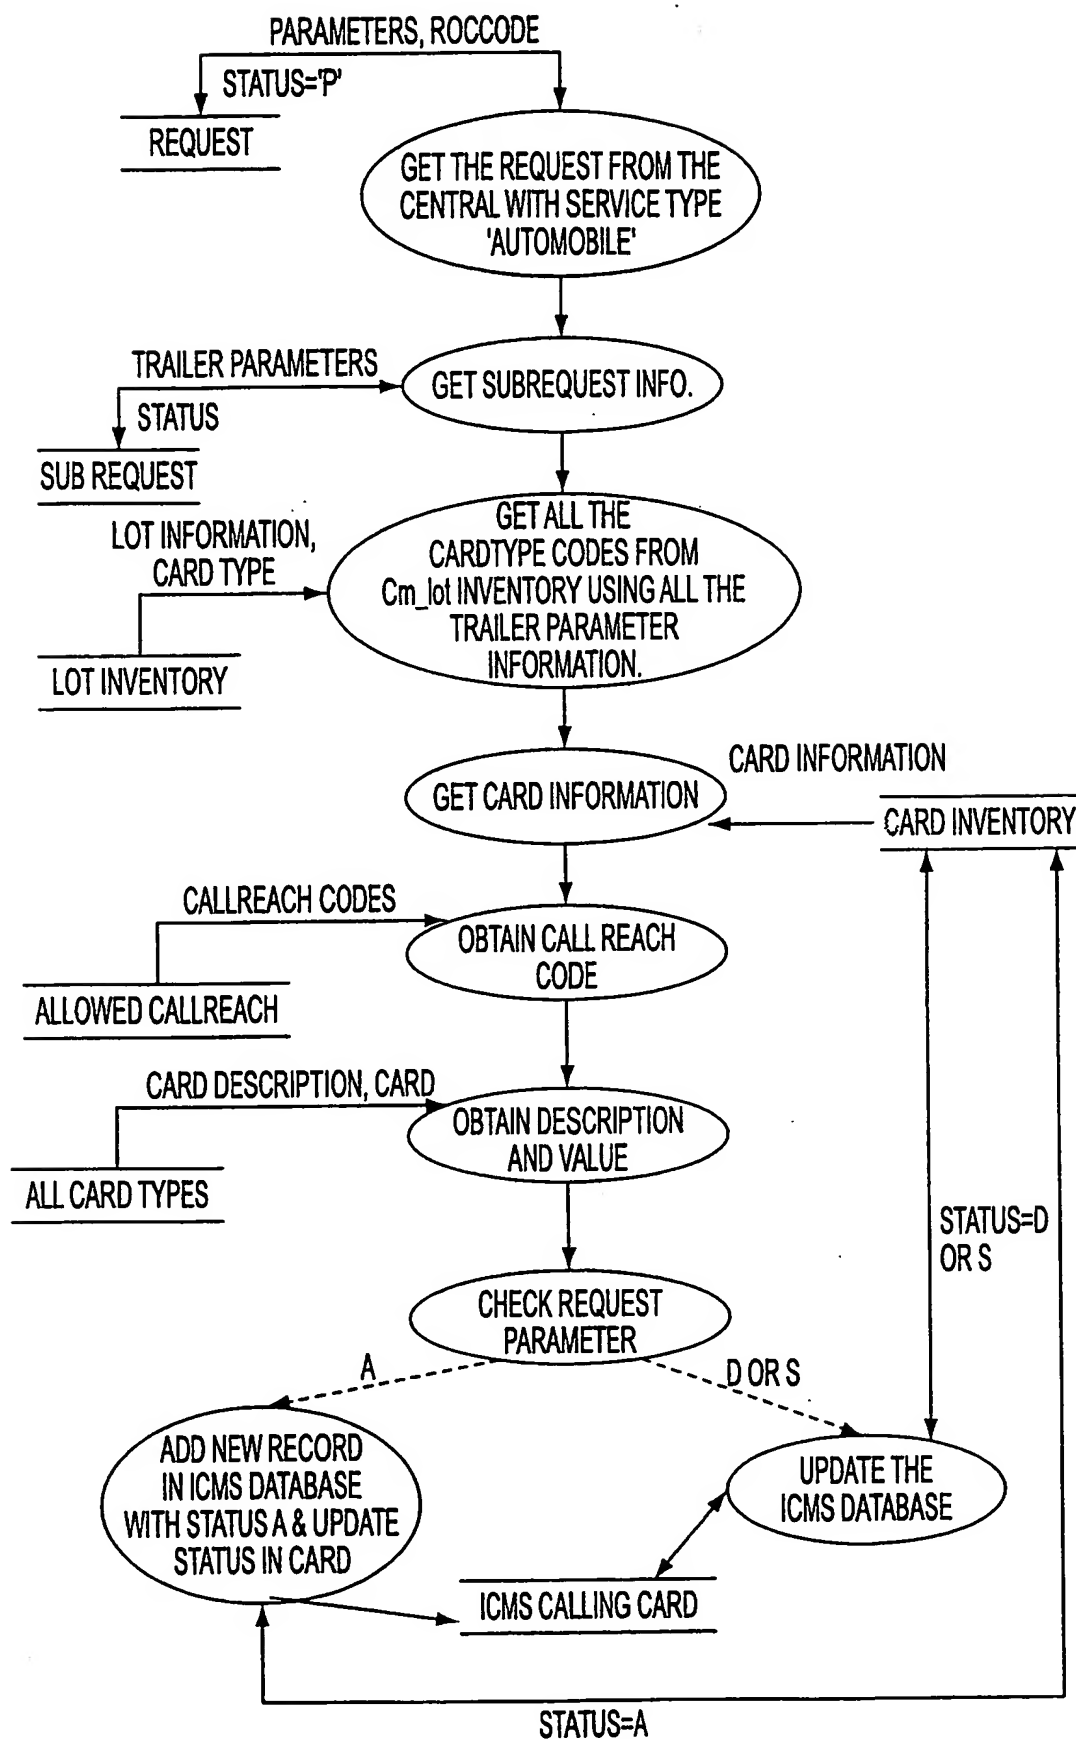 PARAMETERS, ROCCODE
STATUS='P'
REQUEST
GET THE REQUEST FROM THE
CENTRAL WITH SERVICE TYPE
'AUTOMOBILE'
TRAILER PARAMETERS
STATUS
SUB REQUEST
GET SUBREQUEST INFO.
LOT INFORMATION,
CARD TYPE
LOT INVENTORY
GET ALL THE
CARDTYPE CODES FROM
Cm_lot INVENTORY USING ALL THE
TRAILER PARAMETER
INFORMATION.
GET CARD INFORMATION
CARD INFORMATION
CARD INVENTORY
CALLREACH CODES
ALLOWED CALLREACH
OBTAIN CALL REACH
CODE
CARD DESCRIPTION, CARD
ALL CARD TYPES
OBTAIN DESCRIPTION
AND VALUE
STATUS=D
OR S
CHECK REQUEST
PARAMETER
A
D OR S
ADD NEW RECORD
IN ICMS DATABASE
WITH STATUS A & UPDATE
STATUS IN CARD
UPDATE THE
ICMS DATABASE
ICMS CALLING CARD
STATUS=A